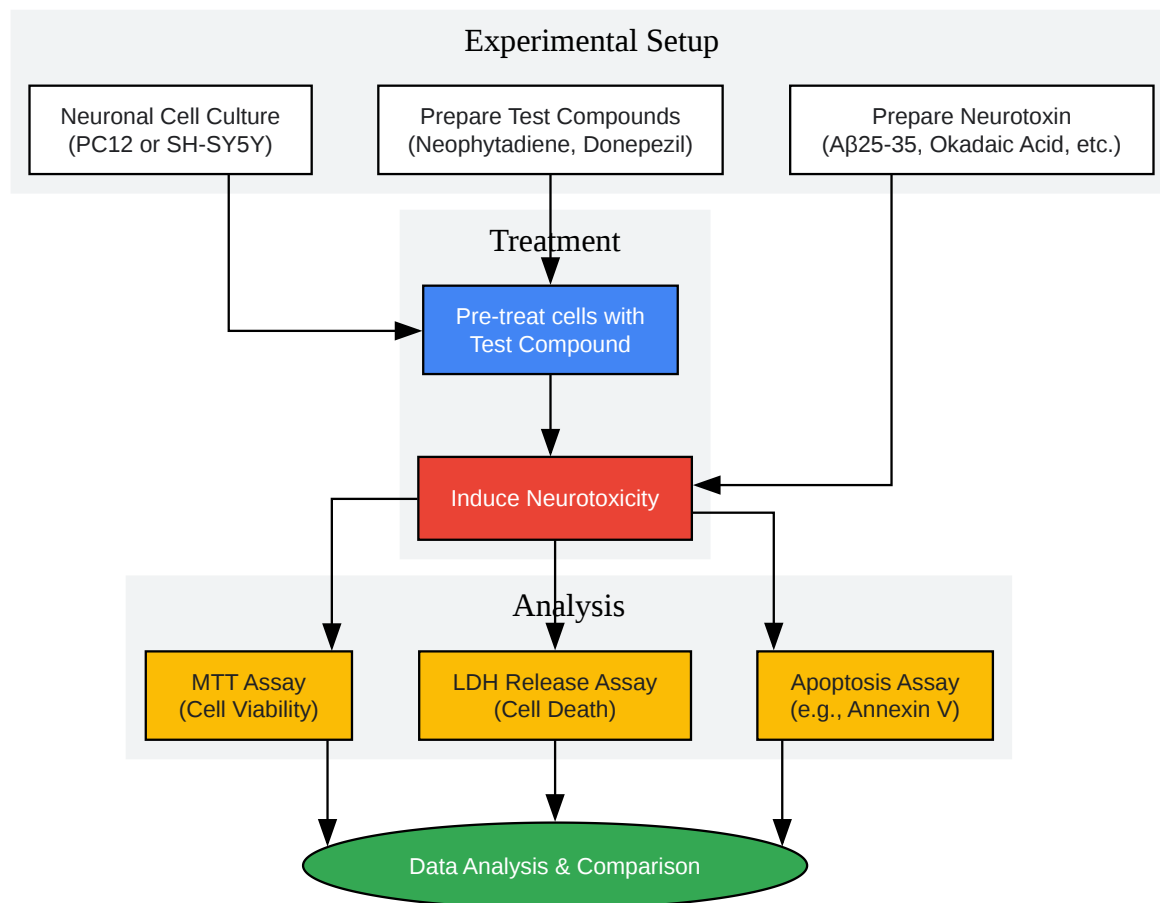 Experimental Setup
Neuronal Cell Culture
(PC12 or SH-SY5Y)
Prepare Test Compounds
(Neophytadiene, Donepezil)
Prepare Neurotoxin
(Aβ25-35, Okadaic Acid, etc.)
Treatment
Pre-treat cells with
Test Compound
Induce Neurotoxicity
Analysis
MTT Assay
(Cell Viability)
LDH Release Assay
(Cell Death)
Apoptosis Assay
(e.g., Annexin V)
Data Analysis & Comparison